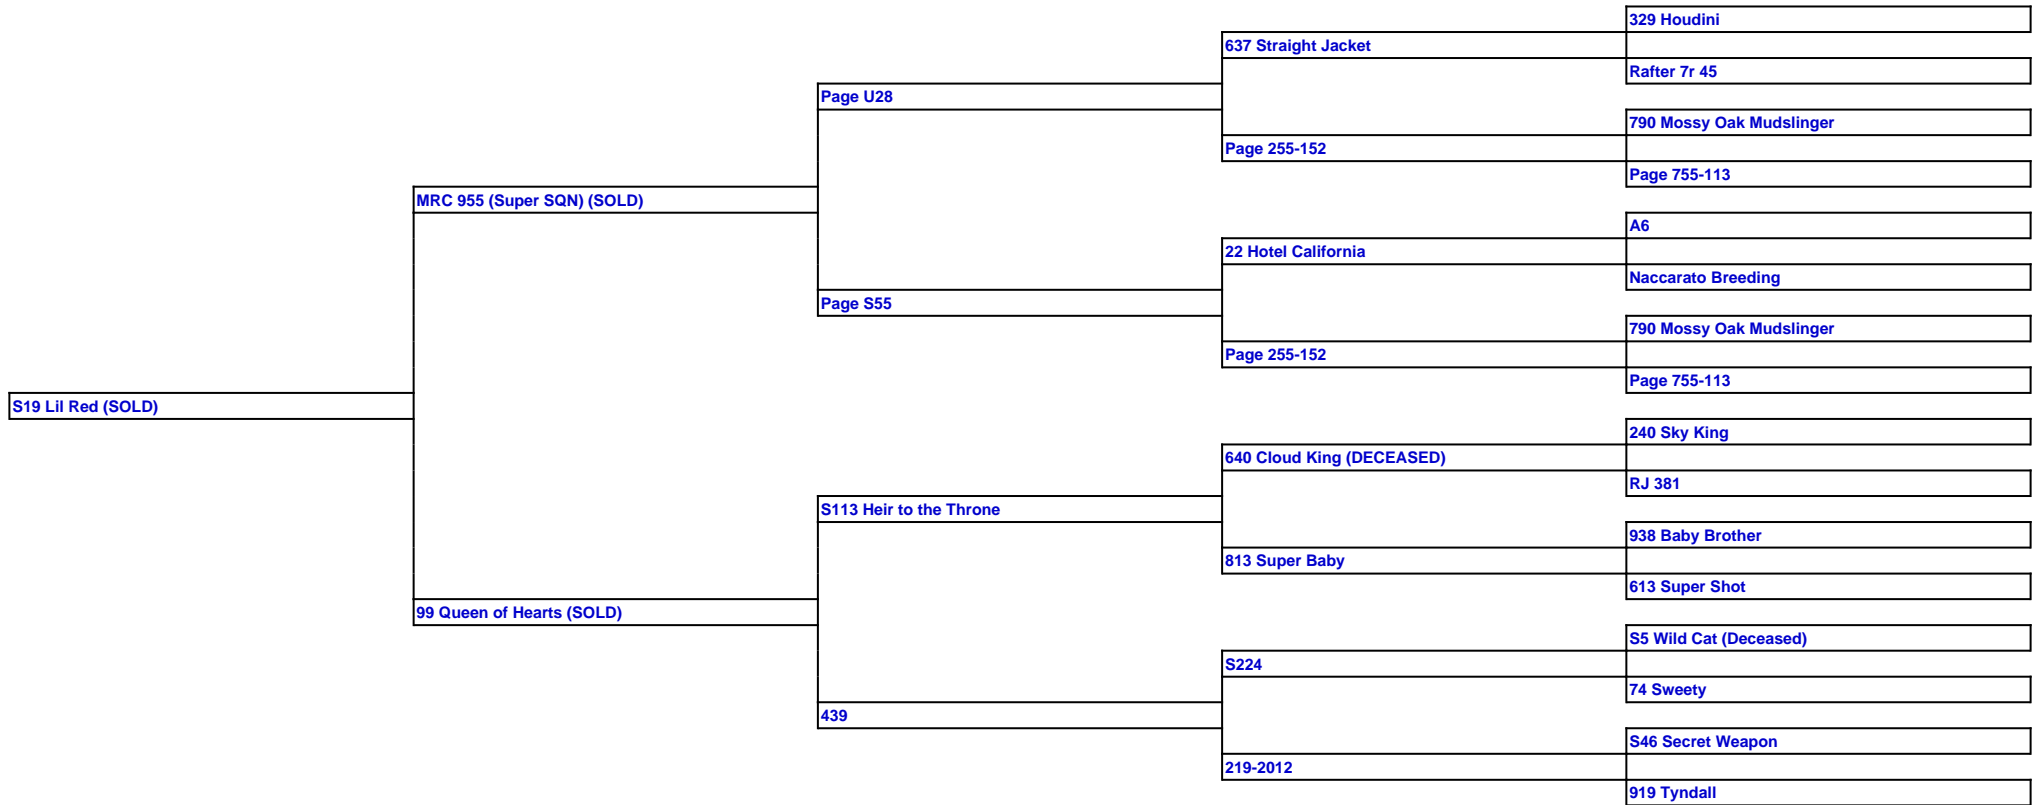 329 Houdini
637 Straight Jacket
Rafter 7r 45
Page U28
790 Mossy Oak Mudslinger
Page 255-152
Page 755-113
MRC 955 (Super SQN) (SOLD)
A6
22 Hotel California
Naccarato Breeding
Page S55
790 Mossy Oak Mudslinger
Page 255-152
Page 755-113
S19 Lil Red (SOLD)
240 Sky King
640 Cloud King (DECEASED)
RJ 381
S113 Heir to the Throne
938 Baby Brother
813 Super Baby
613 Super Shot
99 Queen of Hearts (SOLD)
S5 Wild Cat (Deceased)
S224
74 Sweety
439
S46 Secret Weapon
219-2012
919 Tyndall